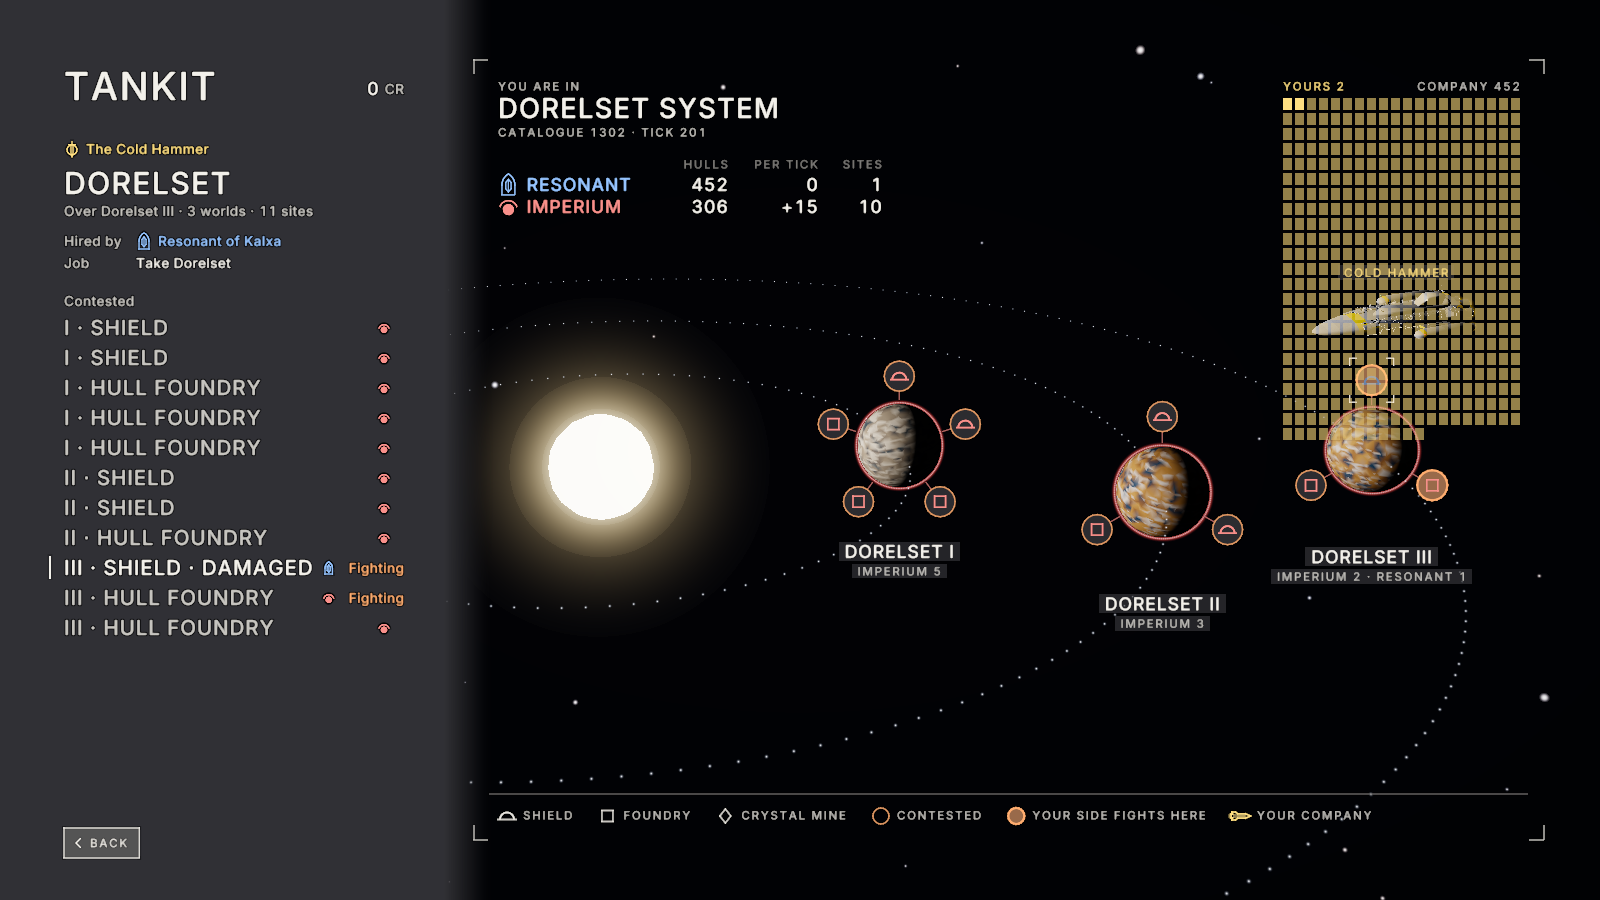 TANKIT
0 CR
The Cold Hammer
DORELSET
Over Dorelset III · 3 worlds · 11 sites
Hired by Resonant of Kalxa
Job Take Dorelset
Contested
I · SHIELD
I · SHIELD
I · HULL FOUNDRY
I · HULL FOUNDRY
I · HULL FOUNDRY
II · SHIELD
II · SHIELD
II · HULL FOUNDRY
III · SHIELD · DAMAGED Fighting
III · HULL FOUNDRY Fighting
III · HULL FOUNDRY
BACK
YOU ARE IN
DORELSET SYSTEM
CATALOGUE 1302 · TICK 201
HULLS PER TICK SITES
RESONANT 452 0 1
IMPERIUM 306 +15 10
YOURS 2 COMPANY 452
COLD HAMMER
DORELSET I
IMPERIUM 5
DORELSET II
IMPERIUM 3
DORELSET III
IMPERIUM 2 · RESONANT 1
SHIELD FOUNDRY CRYSTAL MINE CONTESTED YOUR SIDE FIGHTS HERE YOUR COMPANY